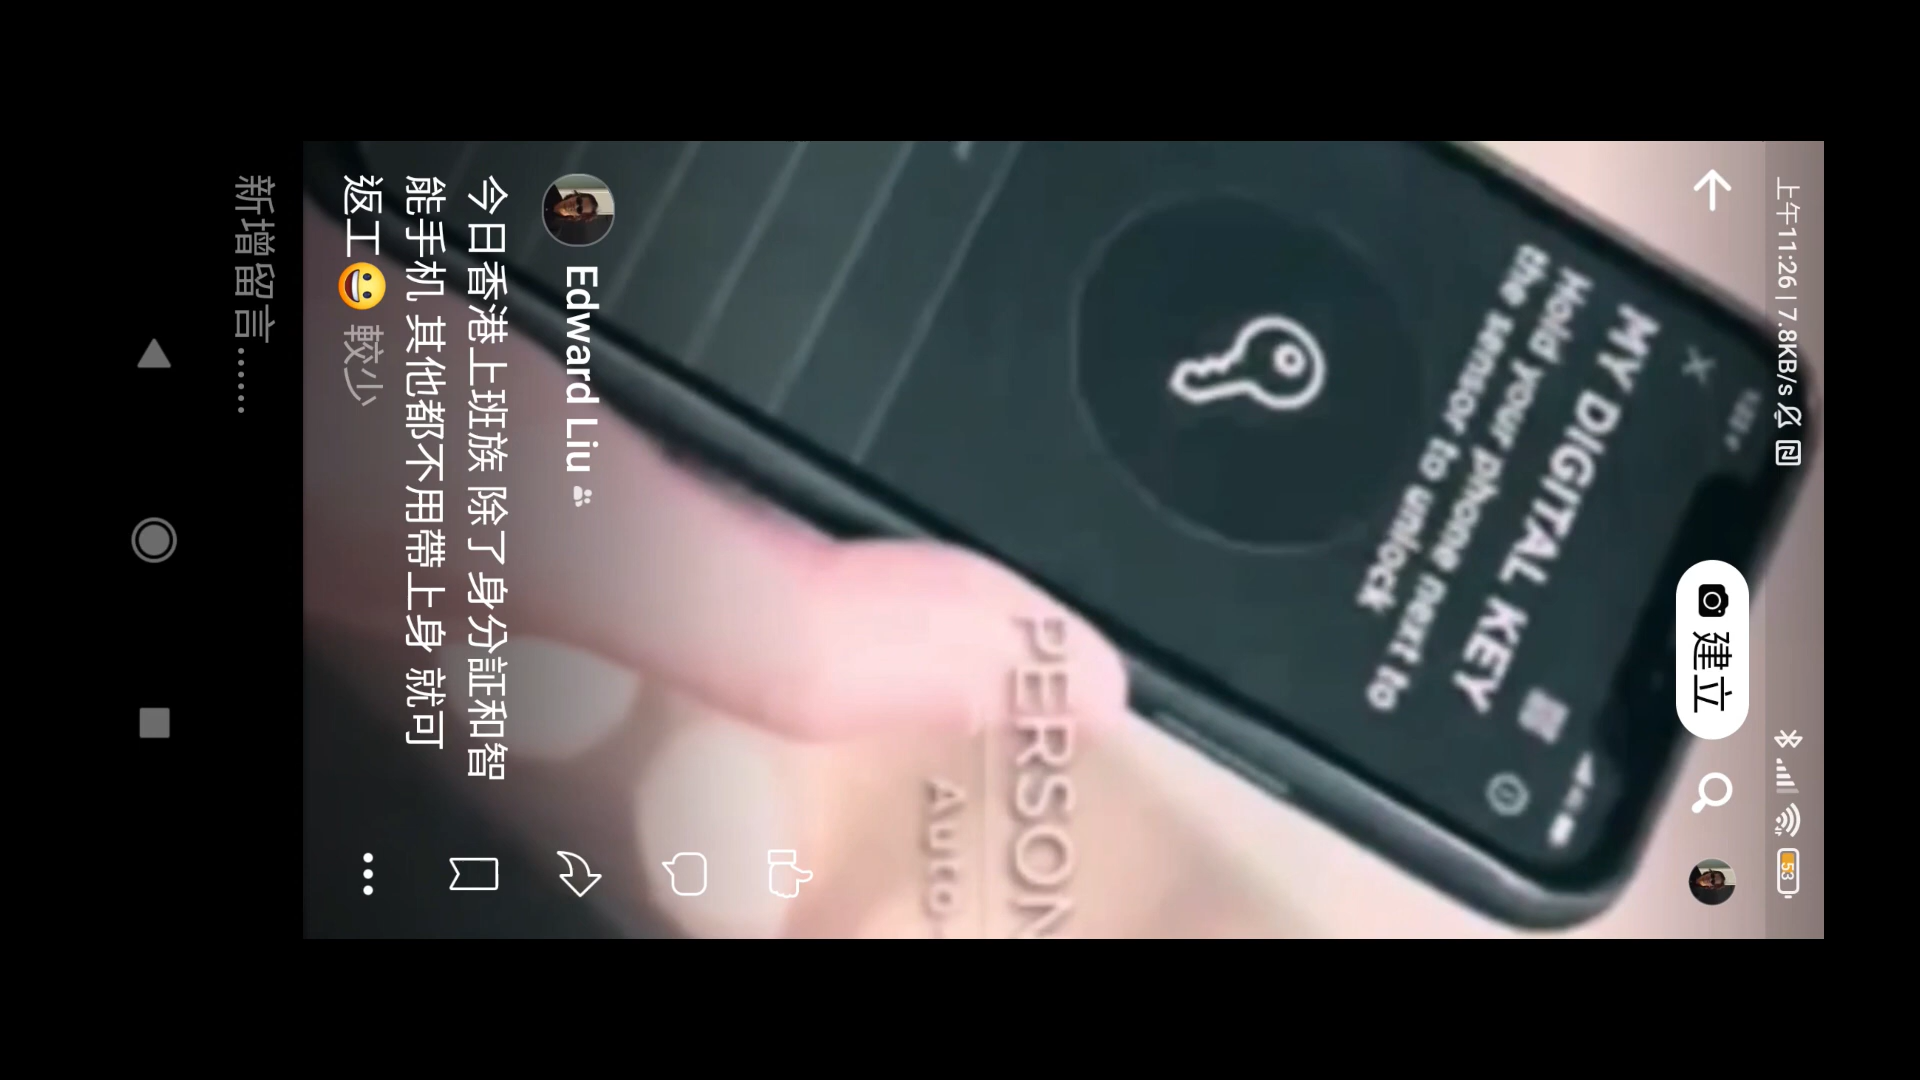 上午11:26 | 7.8KB/s
53
建立
MY DIGITAL KEY
Hold your phone next to
the sensor to unlock
PERSON
Auto
Edward Liu
今日香港上班族 除了身分証和智
能手机 其他都不用帶上身 就可
返工😀 較少
新增留言......